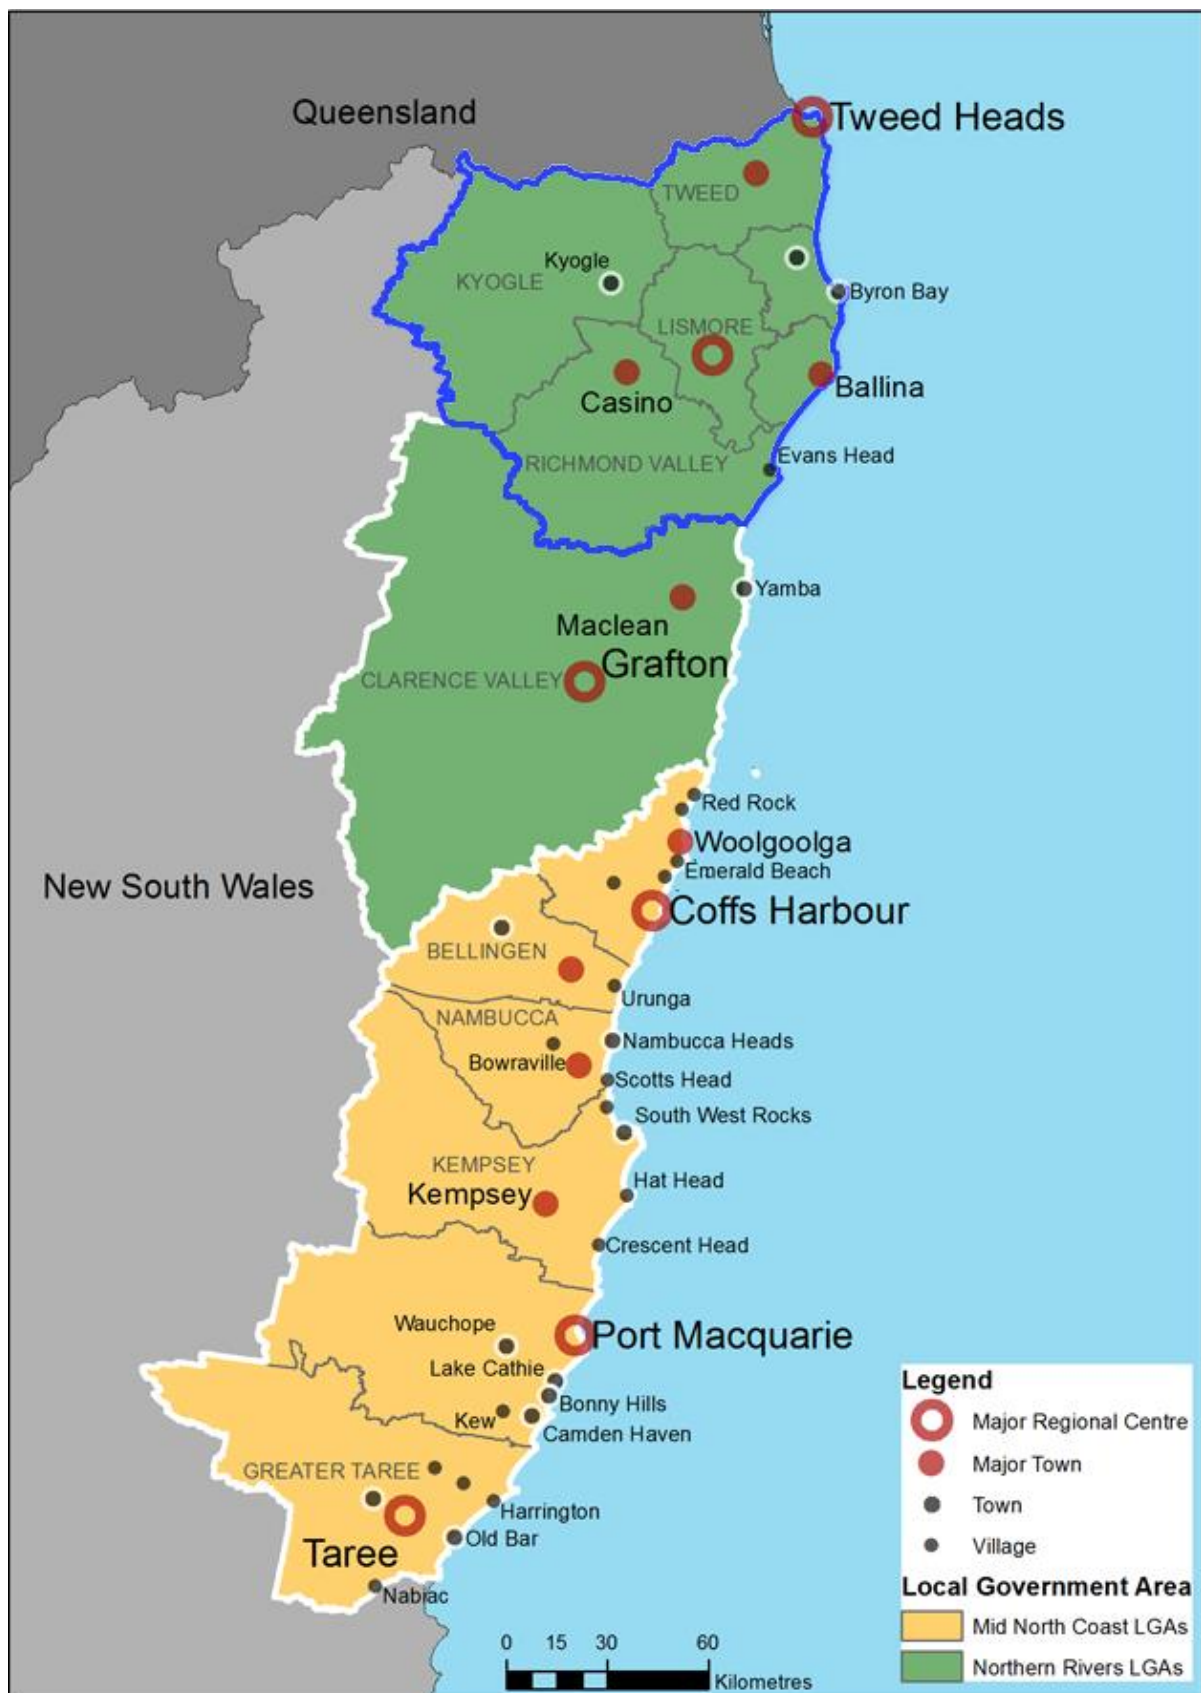 Queensland
Tweed Heads
TWEED
Kyogle
KYOGLE
Byron Bay
LISMORE
Ballina
Casino
Evans Head
RICHMOND VALLEY
Yamba
Maclean
Grafton
CLARENCE VALLEY
Red Rock
Woolgoolga
Emerald Beach
New South Wales
Coffs Harbour
BELLINGEN
Urunga
NAMBUCCA
Nambucca Heads
Bowraville
Scotts Head
South West Rocks
KEMPSEY
Hat Head
Kempsey
Crescent Head
Wauchope
Port Macquarie
Lake Cathie
Bonny Hills
Kew
Camden Haven
GREATER TAREE
Harrington
Old Bar
Taree
Nabiac
Legend
Major Regional Centre
Major Town
Town
Village
Local Government Area
Mid North Coast LGAs
Northern Rivers LGAs
0 15 30 60
Kilometres